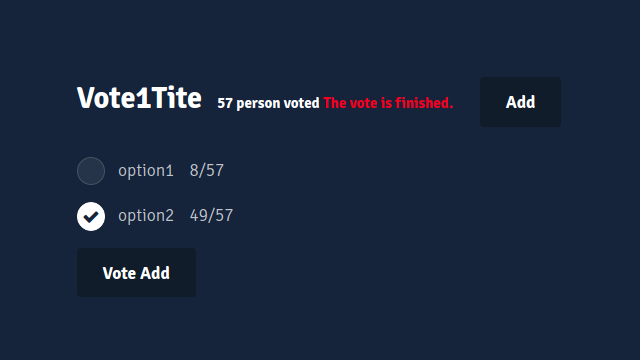 Vote1Tite 57 person voted The vote is finished. Add
option1 8/57
option2 49/57
Vote Add